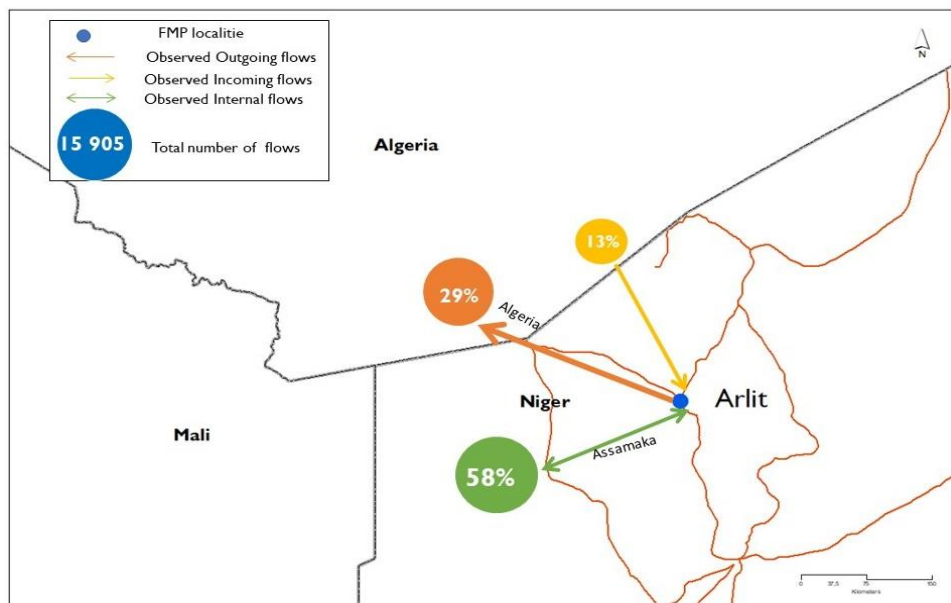 FMP localitie
Observed Outgoing flows
Observed Incoming flows
Observed Internal flows
15 905
Total number of flows
N
Algeria
13%
29%
Algeria
Niger
Arlit
Mali
Assamaka
58%
0 37,5 75 150
Kilometers